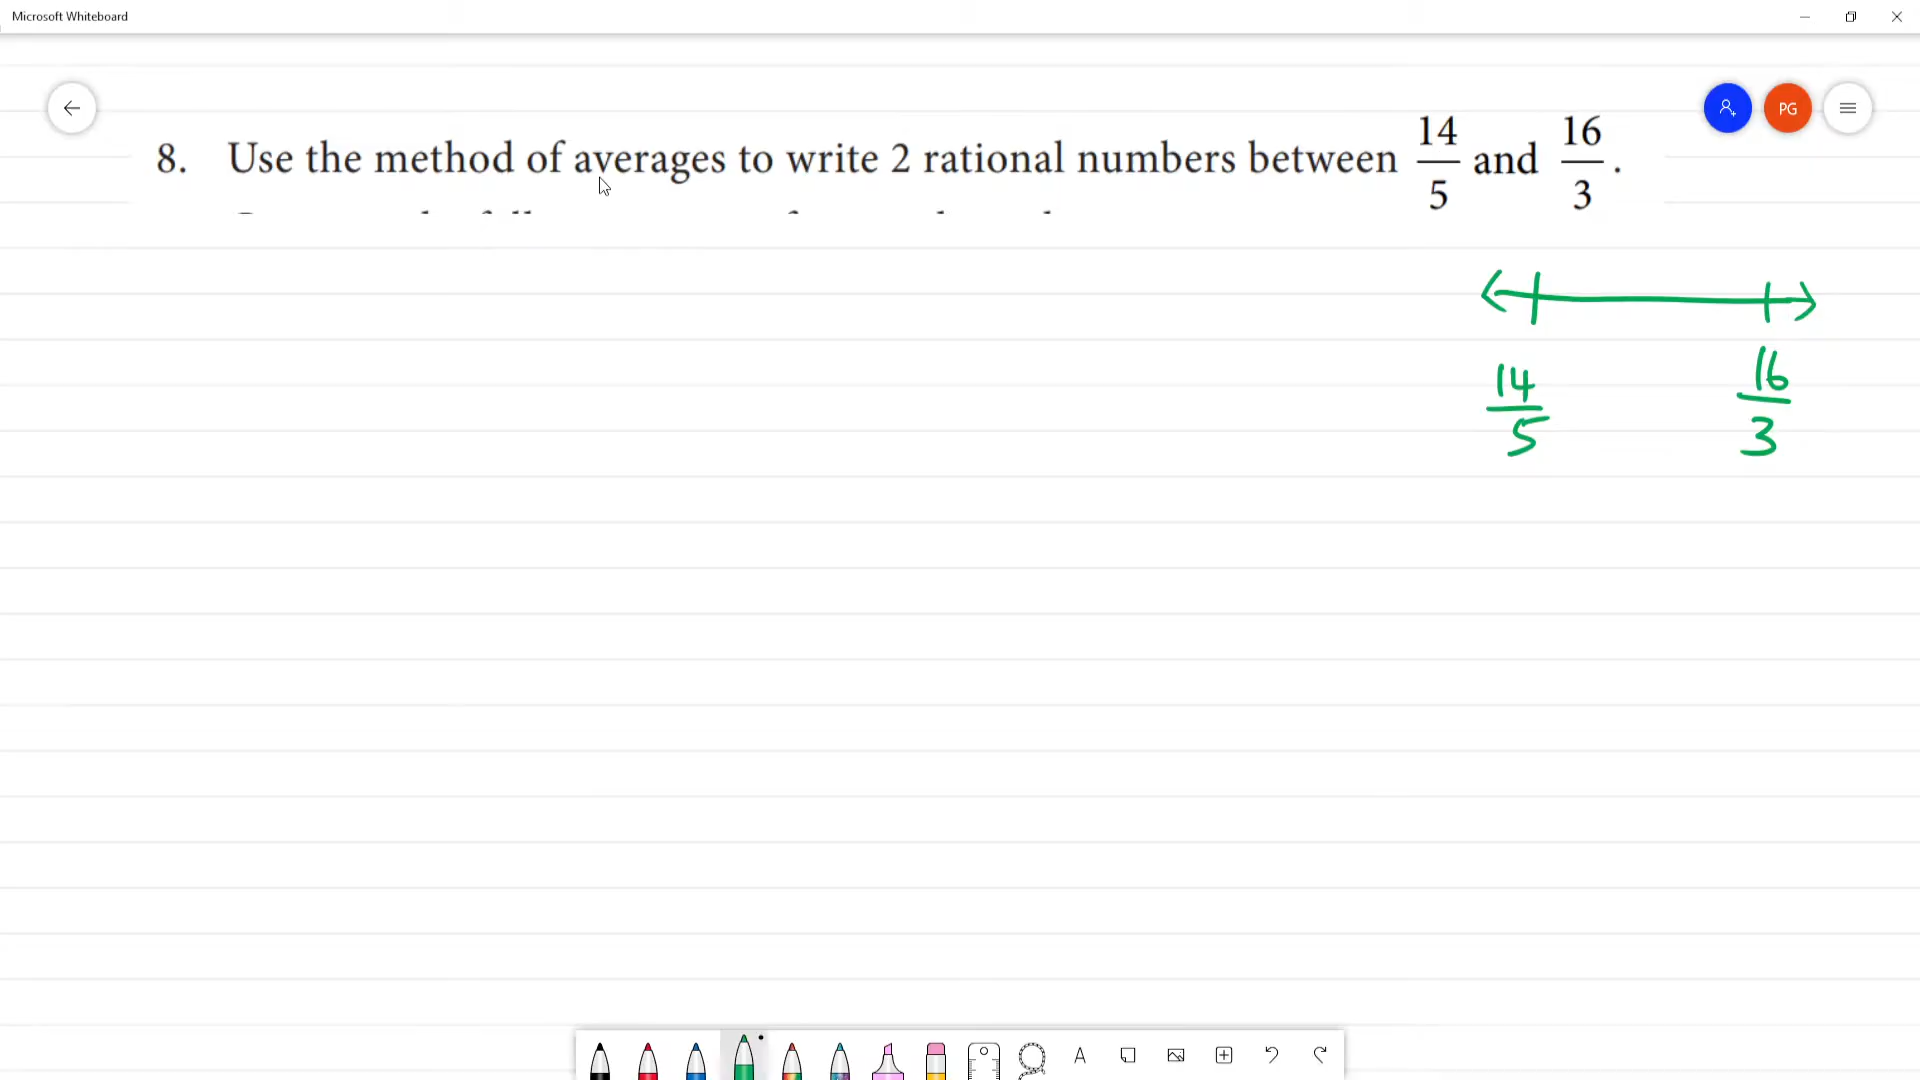 Microsoft Whiteboard
PG
8. Use the method of averages to write 2 rational numbers between 14/5 and 16/3.
14/5 16/3
A